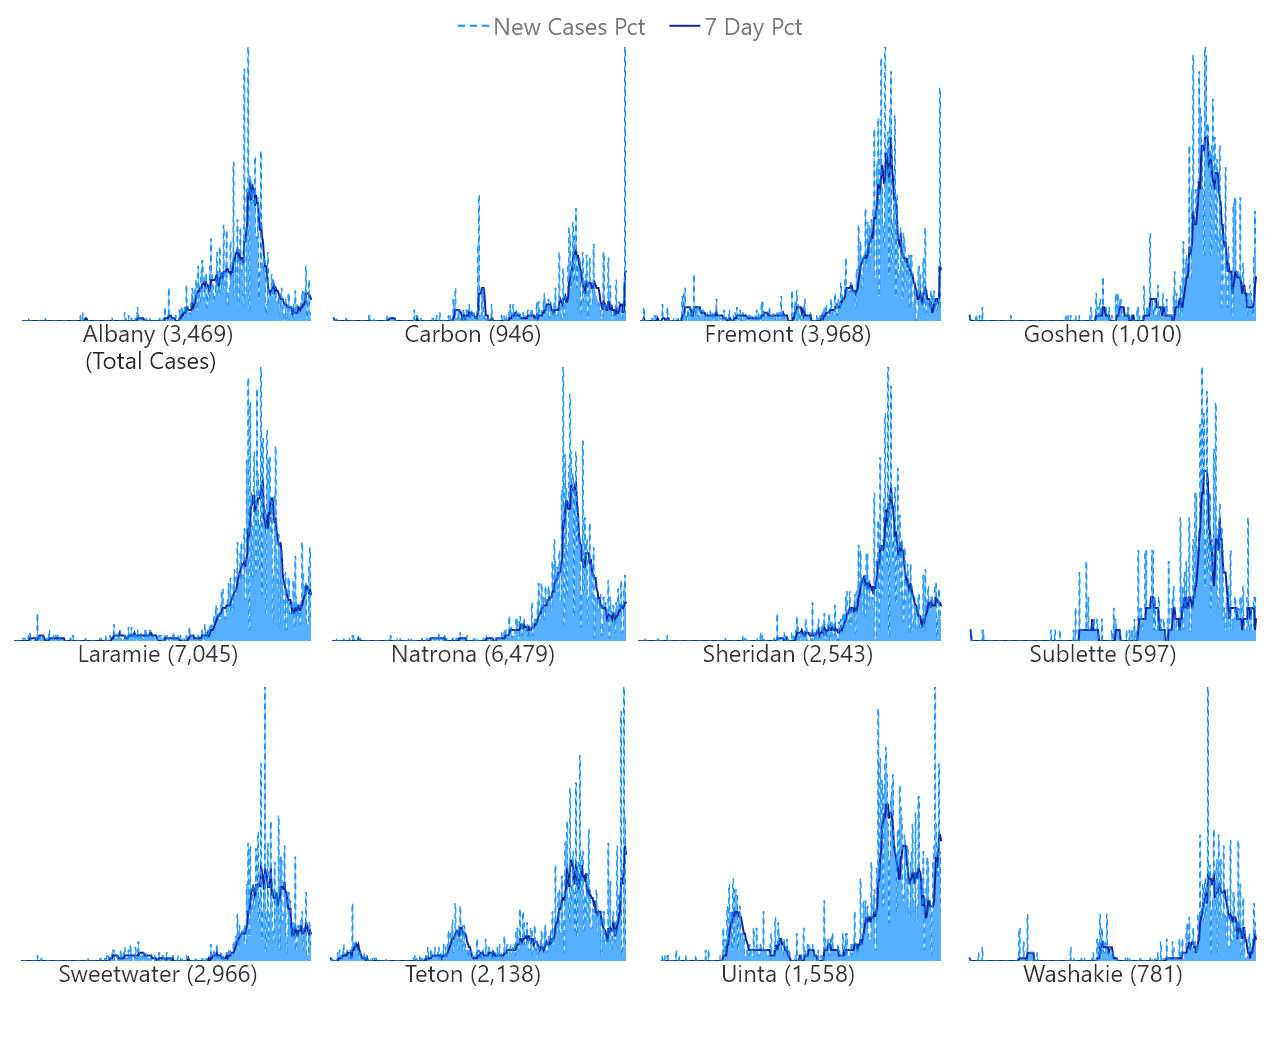 New Cases Pct 7 Day Pct
Albany (3,469) Carbon (946) Fremont (3,968) Goshen (1,010)
(Total Cases)
Laramie (7,045) Natrona (6,479) Sheridan (2,543) Sublette (597)
Sweetwater (2,966) Teton (2,138) Uinta (1,558) Washakie (781)